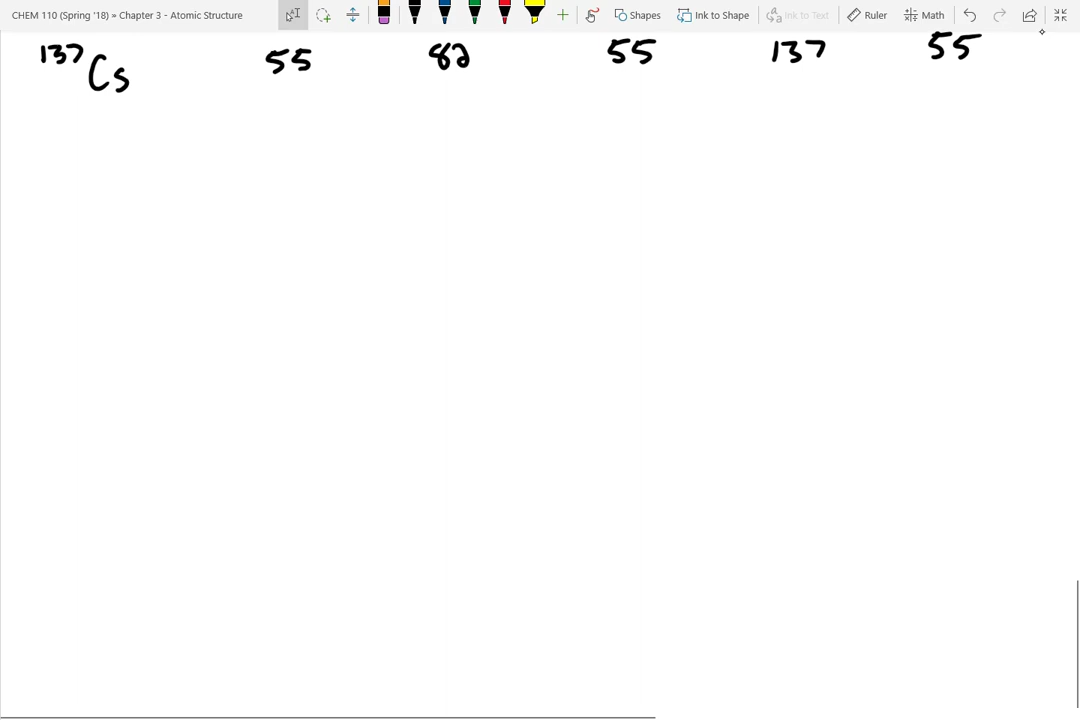 CHEM 110 (Spring '18) » Chapter 3 - Atomic Structure Shapes Ink to Shape Ink to Text Ruler Math
137Cs 55 82 55 137 55